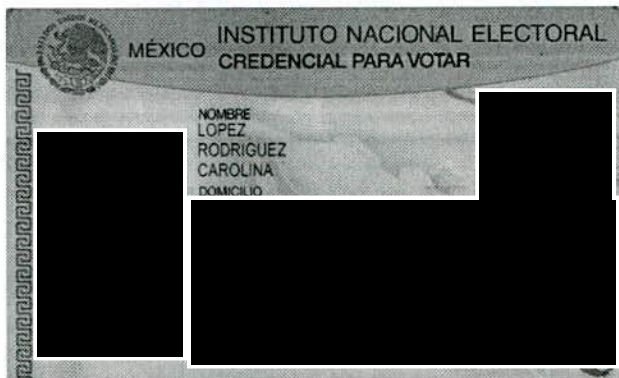 MÉXICO
INSTITUTO NACIONAL ELECTORAL
CREDENCIAL PARA VOTAR
NOMBRE
LOPEZ
RODRIGUEZ
CAROLINA
DOMICILIO